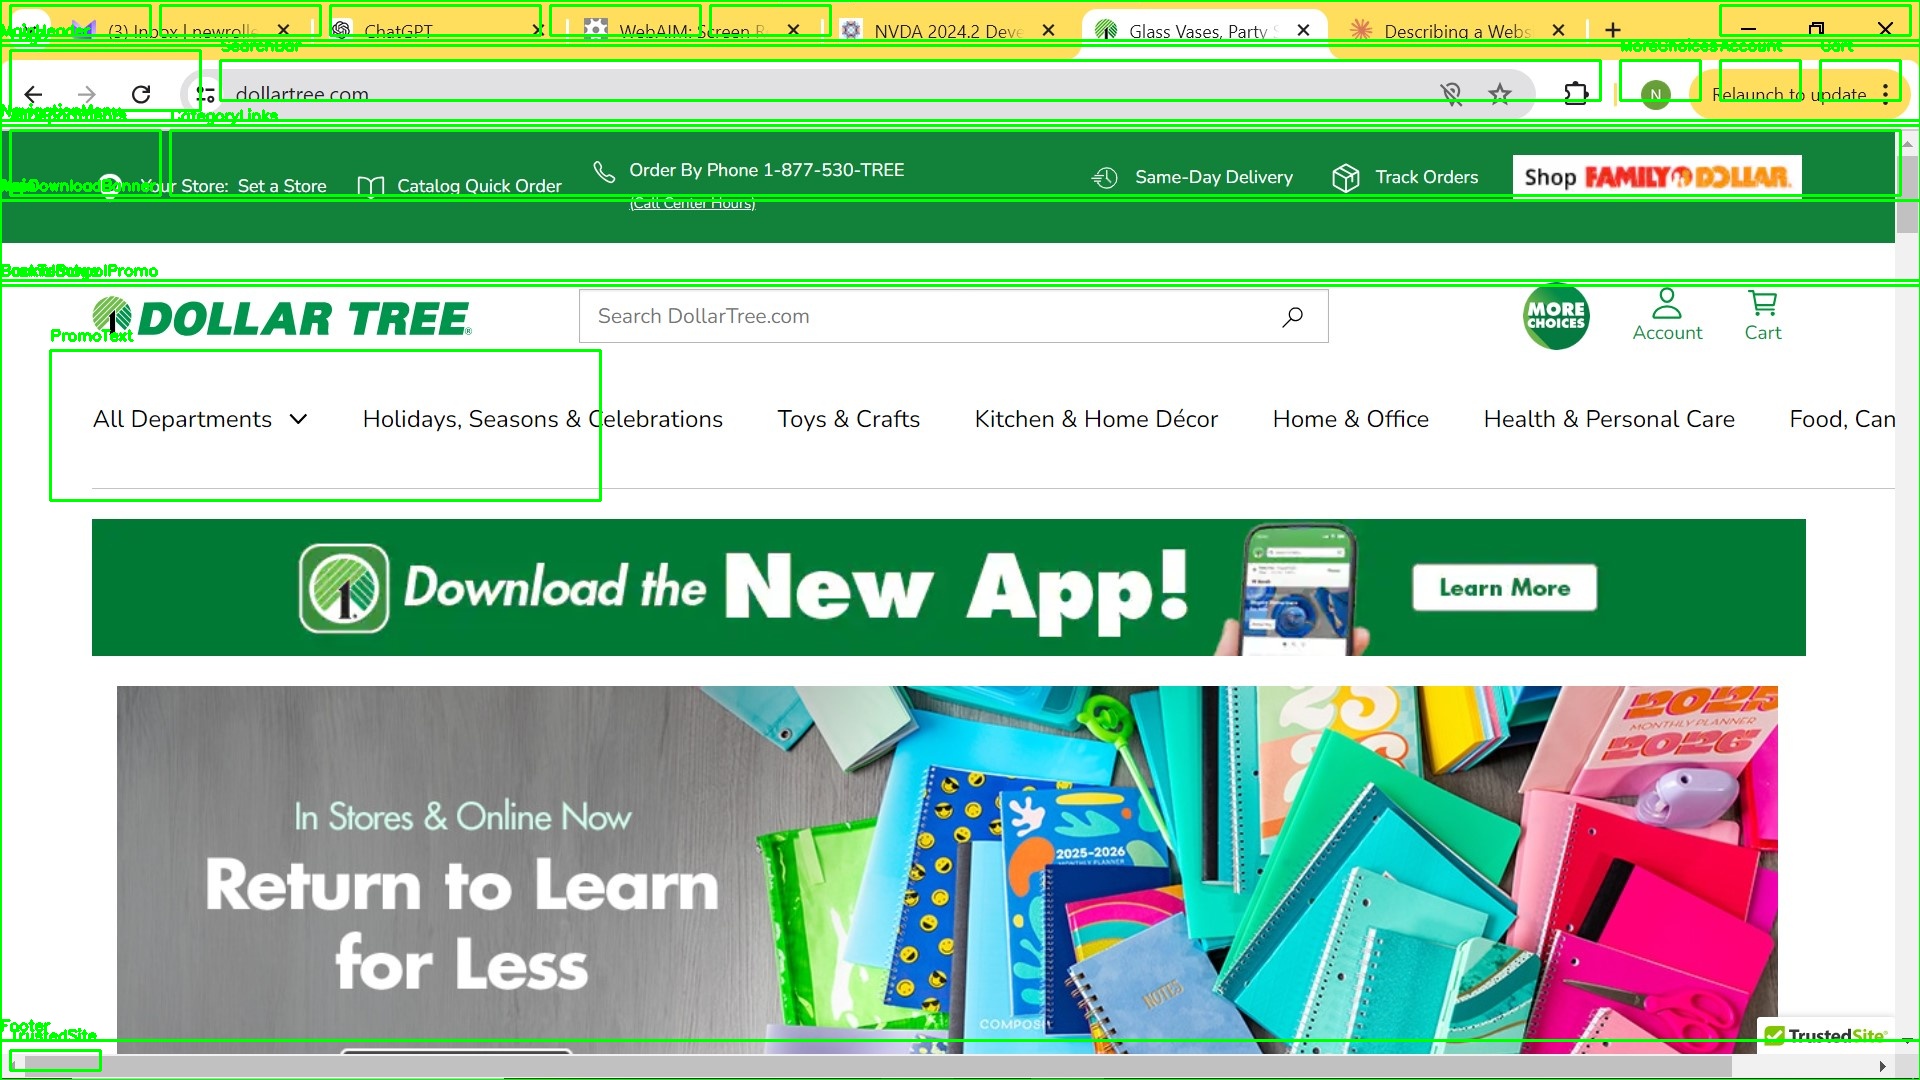 (3) Inbox | newrolle
ChatGPT
WebAIM: Screen R
NVDA 2024.2 Deve
Glass Vases, Party S
Describing a Webs
MainHeader
SearchBar
MoreChoices
Account
Cart
dollartree.com
N
Relaunch to update
NavigationMenu
CategoryLinks
Your Store: Set a Store
Catalog Quick Order
Order By Phone 1-877-530-TREE
(Call Center Hours)
Same-Day Delivery
Track Orders
Shop FAMILY DOLLAR.
AppDownloadBanner
BackToSchoolPromo
DOLLAR TREE®
Search DollarTree.com
MORE
CHOICES
Account
Cart
PromoText
All Departments
Holidays, Seasons & Celebrations
Toys & Crafts
Kitchen & Home Décor
Home & Office
Health & Personal Care
Food, Can
1
Download the New App!
Learn More
In Stores & Online Now
Return to Learn
for Less
2025
MONTHLY PLANNER
2026
2025-2026
MONTHLY PLANNER
NOTES
COMPOS
Footer
TrustedSite
TrustedSite